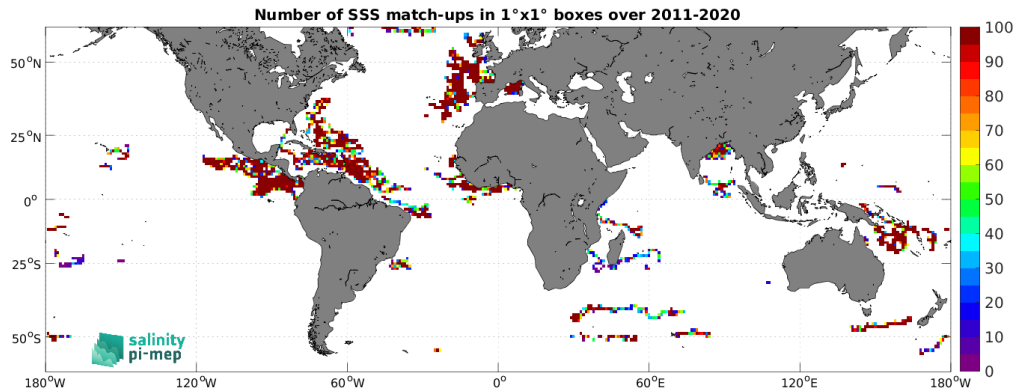 Number of SSS match-ups in 1°x1° boxes over 2011-2020
50°N
25°N
0°
25°S
50°S
180°W
120°W
60°W
0°
60°E
120°E
180°W
100
90
80
70
60
50
40
30
20
10
0
salinity
pi-mep